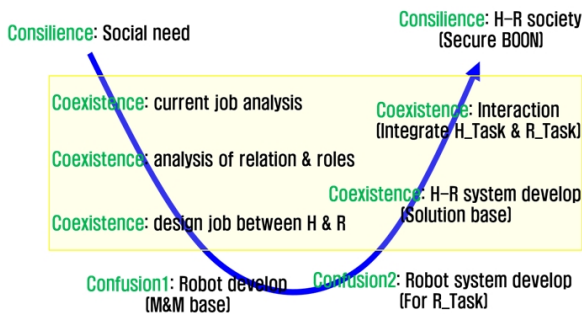 Consilience: Social need
Coexistence: current job analysis
Coexistence: analysis of relation & roles
Coexistence: design job between H & R
Confusion1: Robot develop
(M&M base)
Confusion2: Robot system develop
(For R_Task)
Coexistence: H-R system develop
(Solution base)
Coexistence: Interaction
(Integrate H_Task & R_Task)
Consilience: H-R society
(Secure BOON)